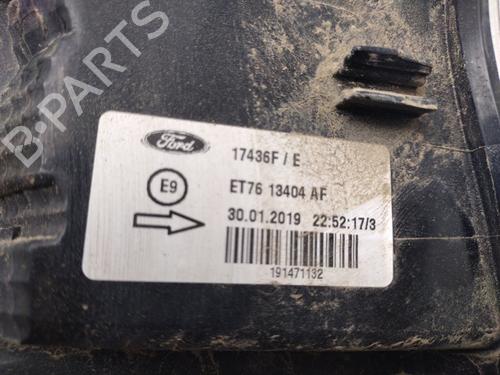 B-PARTS
Ford
17436F / E
E9
ET76 13404 AF
30.01.2019 22:52:17/3
191471132